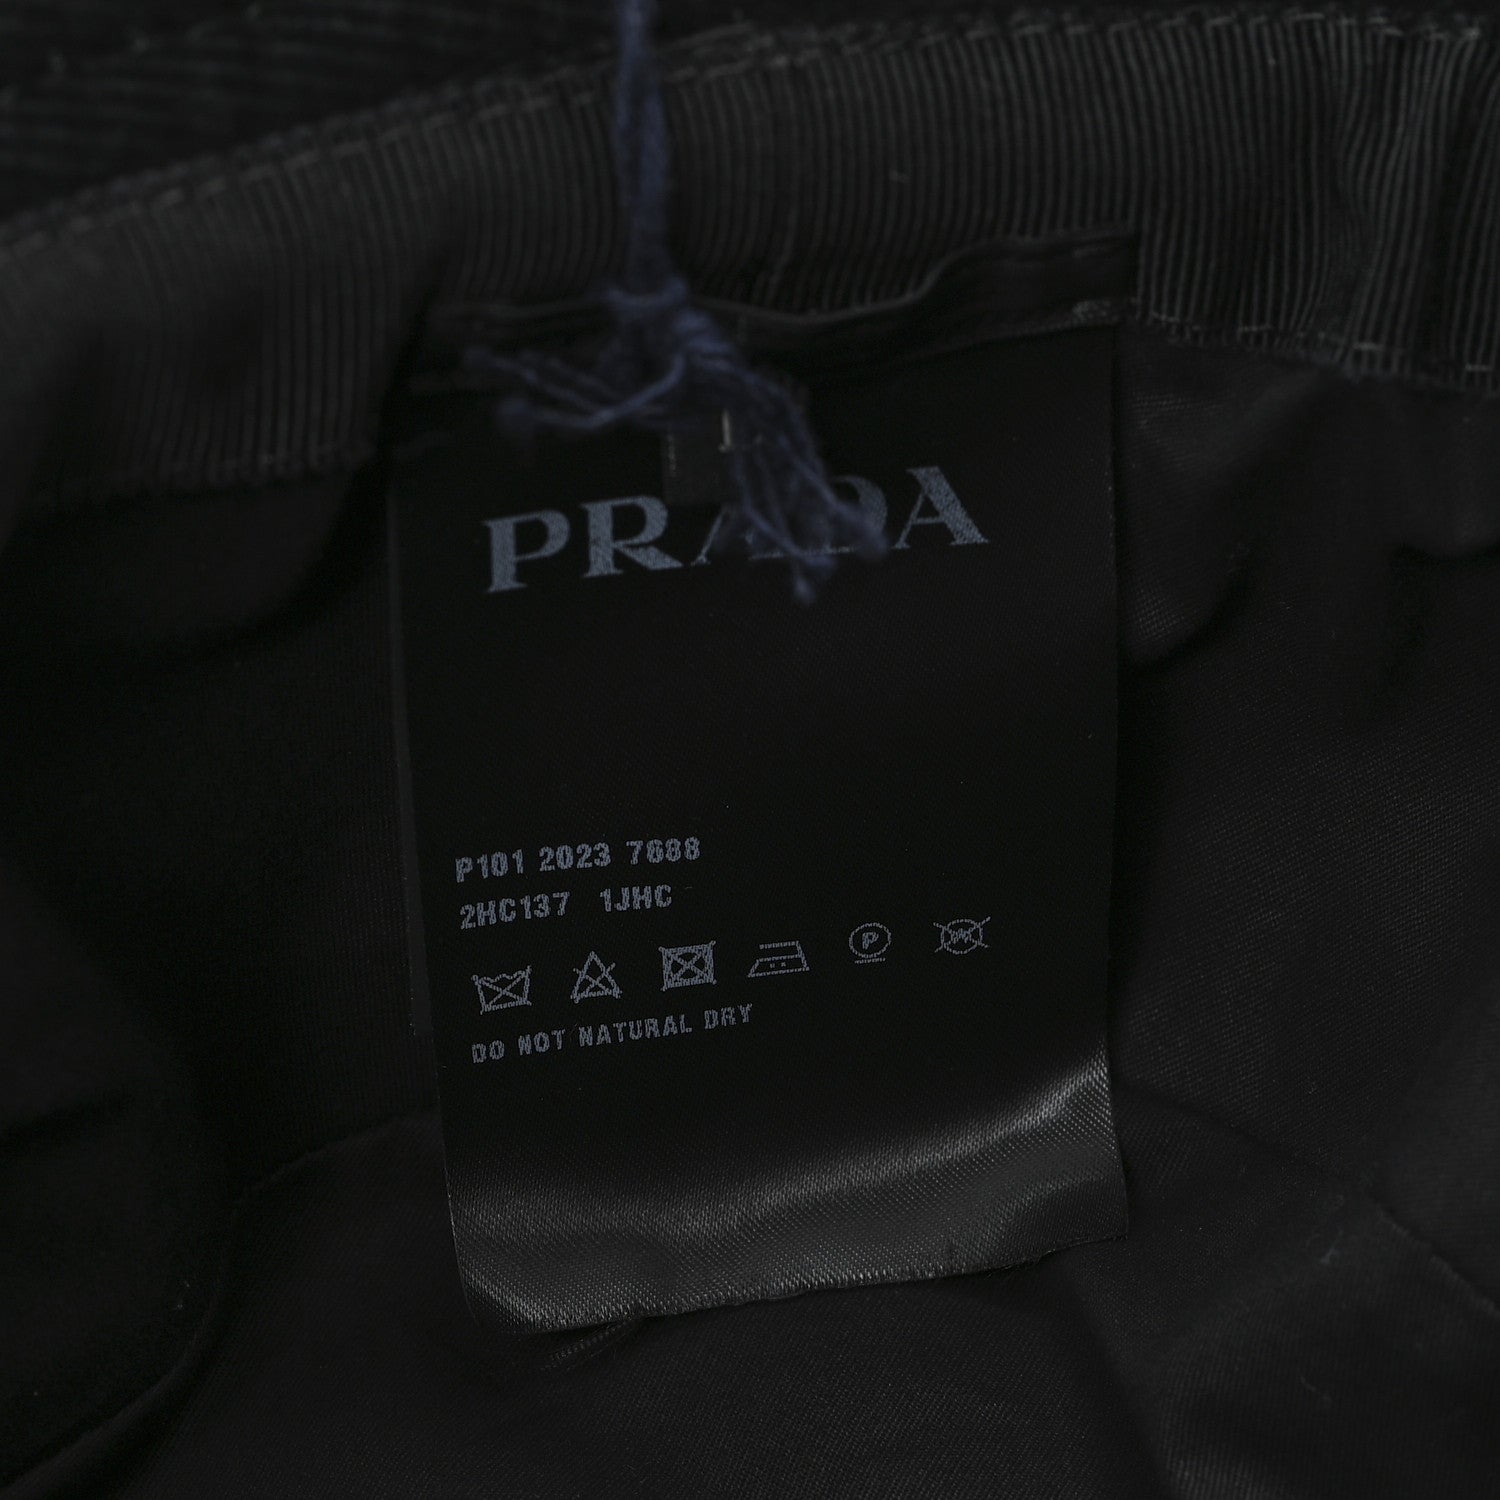 PRADA
P101 2023 7688
2HC137 1JHC
P
W
DO NOT NATURAL DRY